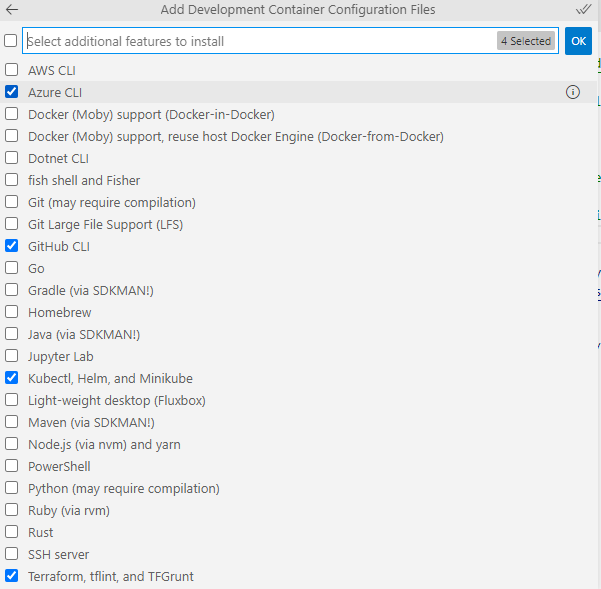 Add Development Container Configuration Files
Select additional features to install
4 Selected
OK
AWS CLI
Azure CLI
Docker (Moby) support (Docker-in-Docker)
Docker (Moby) support, reuse host Docker Engine (Docker-from-Docker)
Dotnet CLI
fish shell and Fisher
Git (may require compilation)
Git Large File Support (LFS)
GitHub CLI
Go
Gradle (via SDKMAN!)
Homebrew
Java (via SDKMAN!)
Jupyter Lab
Kubectl, Helm, and Minikube
Light-weight desktop (Fluxbox)
Maven (via SDKMAN!)
Node.js (via nvm) and yarn
PowerShell
Python (may require compilation)
Ruby (via rvm)
Rust
SSH server
Terraform, tflint, and TFGrunt